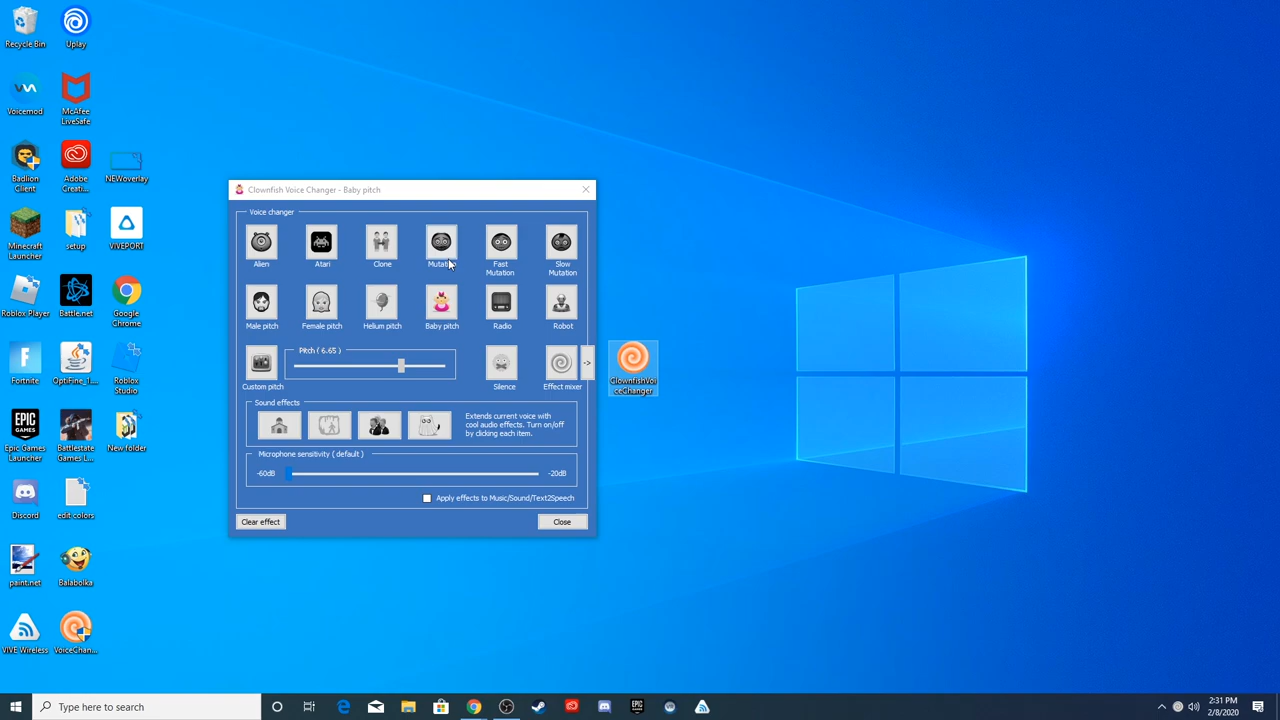 Recycle Bin
Uplay
Voicemod
McAfee
LiveSafe
Badlion
Client
Adobe
Creati...
NEWoverlay
Minecraft
Launcher
setup
VIVEPORT
Roblox Player
Battle.net
Google
Chrome
Fortnite
OptiFine_1....
Roblox
Studio
EPIC
GAMES
Epic Games
Launcher
Battlestate
Games L...
New folder
Discord
edit colors
paint.net
Balabolka
VIVE Wireless
VoiceChan...
Clownfish Voice Changer - Baby pitch
Voice changer
Alien
Atari
Clone
Mutation
Fast
Mutation
Slow
Mutation
Male pitch
Female pitch
Helium pitch
Baby pitch
Radio
Robot
Pitch ( 6.65 )
->
Custom pitch
Silence
Effect mixer
Sound effects
Extends current voice with
cool audio effects. Turn on/off
by clicking each item.
Microphone sensitivity ( default )
-60dB
-20dB
Apply effects to Music/Sound/Text2Speech
Clear effect
Close
ClownfishVoi
ceChanger
Type here to search
EPIC
2:31 PM
2/8/2020